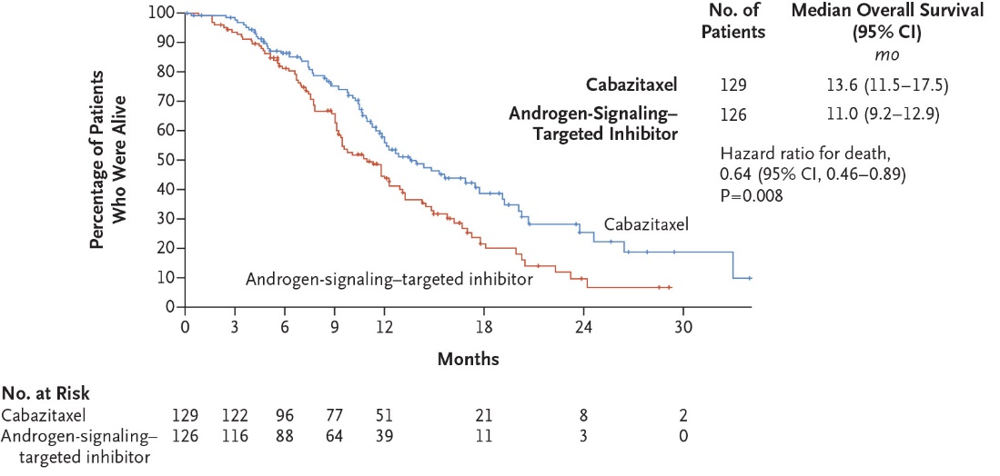 No. of Patients
Median Overall Survival (95% CI)
mo
Cabazitaxel 129 13.6 (11.5–17.5)
Androgen-Signaling–
Targeted Inhibitor 126 11.0 (9.2–12.9)
Hazard ratio for death,
0.64 (95% CI, 0.46–0.89)
P=0.008
Percentage of Patients
Who Were Alive
100
90
80
70
60
50
40
30
20
10
0
Cabazitaxel
Androgen-signaling–targeted inhibitor
0 3 6 9 12 18 24 30
Months
No. at Risk
Cabazitaxel 129 122 96 77 51 21 8 2
Androgen-signaling– 126 116 88 64 39 11 3 0
targeted inhibitor